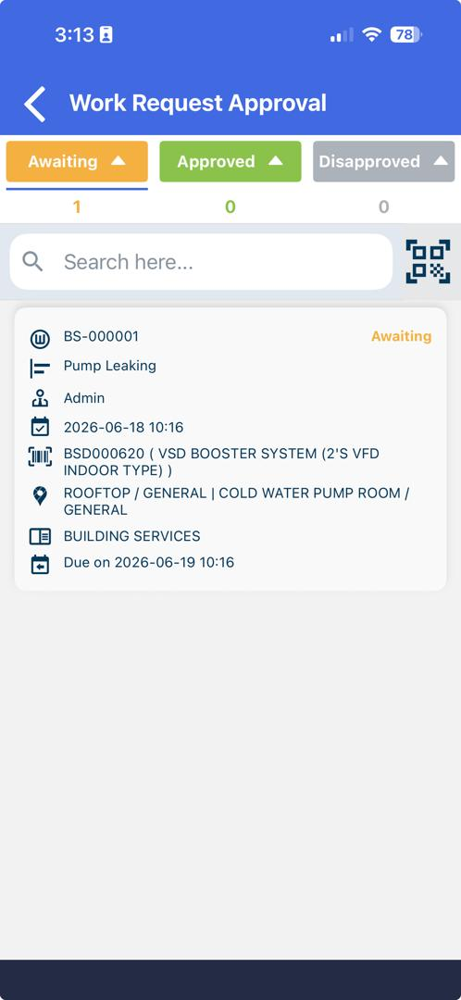 3:13
78
Work Request Approval
Awaiting
Approved
Disapproved
1
0
0
Search here...
BS-000001
Awaiting
Pump Leaking
Admin
2026-06-18 10:16
BSD000620 ( VSD BOOSTER SYSTEM (2'S VFD
INDOOR TYPE) )
ROOFTOP / GENERAL | COLD WATER PUMP ROOM /
GENERAL
BUILDING SERVICES
Due on 2026-06-19 10:16